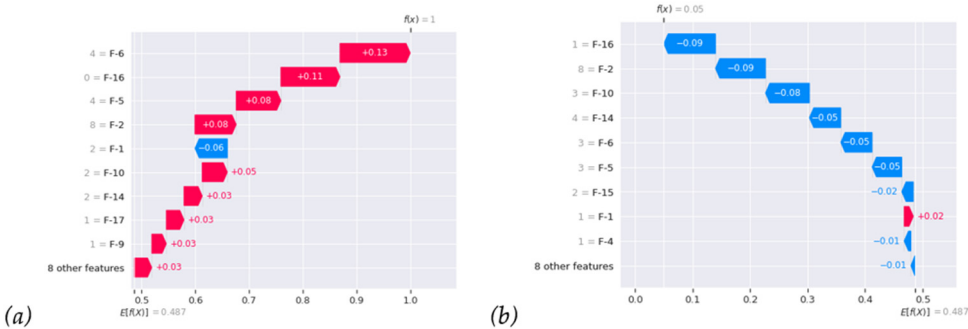 f(x) = 1
4 = F-6
+0.13
0 = F-16
+0.11
4 = F-5
+0.08
8 = F-2
+0.08
2 = F-1
−0.06
2 = F-10
+0.05
2 = F-14
+0.03
1 = F-17
+0.03
1 = F-9
+0.03
8 other features
+0.03
0.5 0.6 0.7 0.8 0.9 1.0
E[f(X)] = 0.487
(a)
f(x) = 0.05
1 = F-16
−0.09
8 = F-2
−0.09
3 = F-10
−0.08
4 = F-14
−0.05
3 = F-6
−0.05
3 = F-5
−0.05
2 = F-15
−0.02
1 = F-1
+0.02
1 = F-4
−0.01
8 other features
−0.01
0.0 0.1 0.2 0.3 0.4 0.5
E[f(X)] = 0.487
(b)